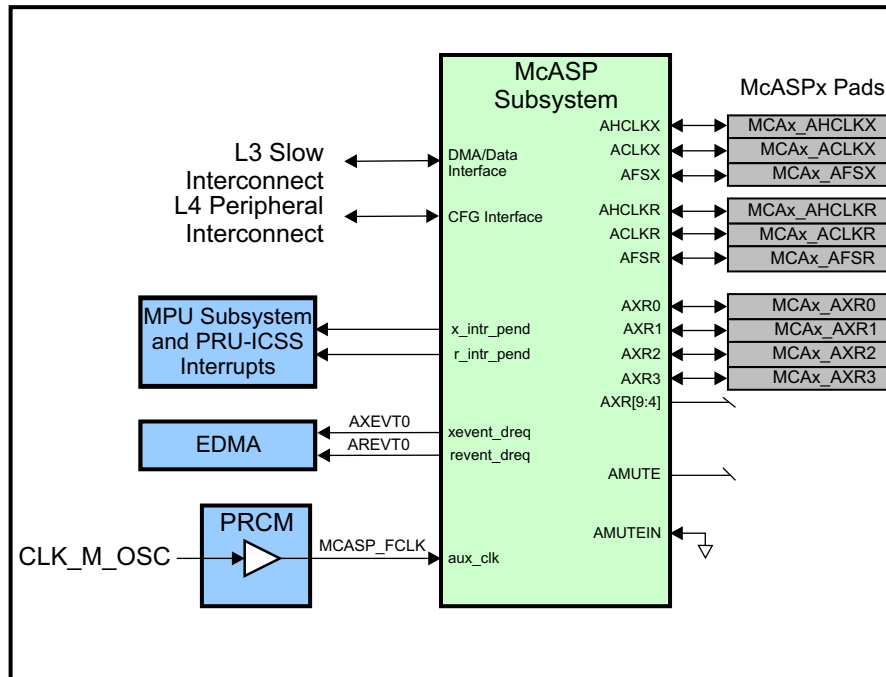 McASP
Subsystem
McASPx Pads
L3 Slow
Interconnect
L4 Peripheral
Interconnect
DMA/Data
Interface
CFG Interface
AHCLKX
ACLKX
AFSX
MCAx_AHCLKX
MCAx_ACLKX
MCAx_AFSX
AHCLKR
ACLKR
AFSR
MCAx_AHCLKR
MCAx_ACLKR
MCAx_AFSR
MPU Subsystem
and PRU-ICSS
Interrupts
x_intr_pend
r_intr_pend
AXR0
AXR1
AXR2
AXR3
AXR[9:4]
MCAx_AXR0
MCAx_AXR1
MCAx_AXR2
MCAx_AXR3
EDMA
AXEVT0
AREVT0
xevent_dreq
revent_dreq
AMUTE
AMUTEIN
PRCM
CLK_M_OSC
MCASP_FCLK
aux_clk